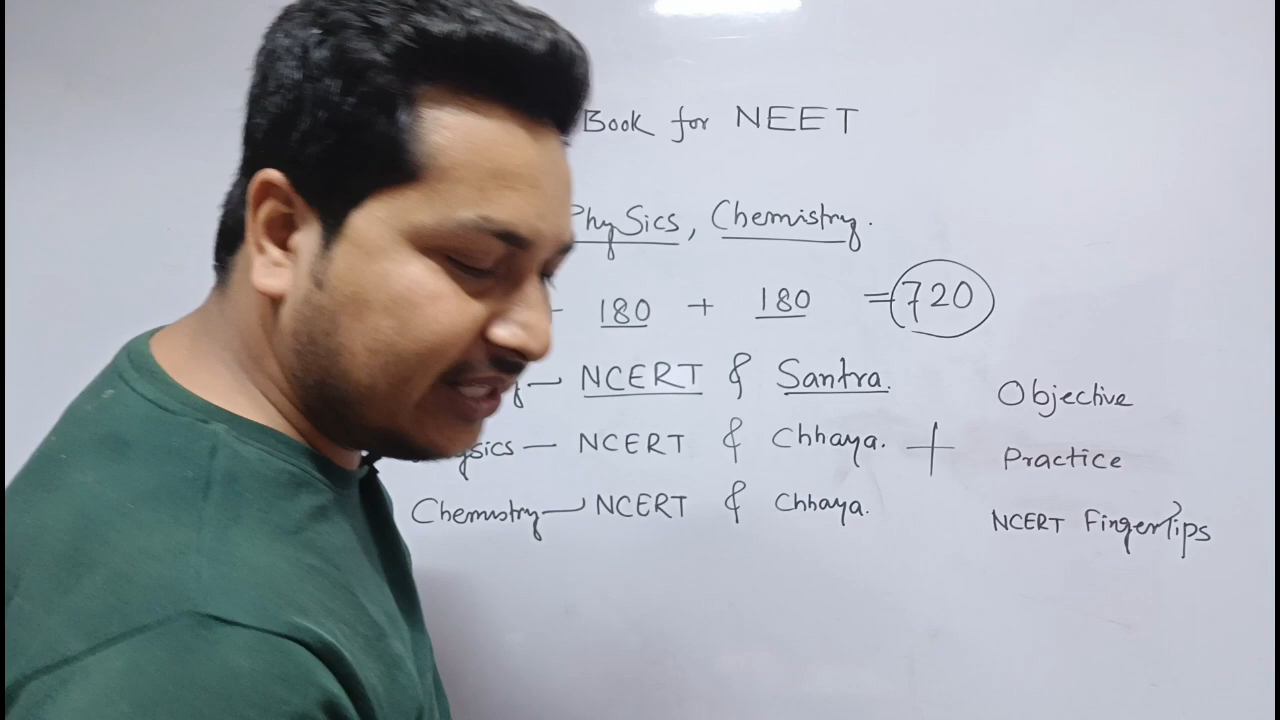 Book for NEET
Physics, Chemistry.
180 + 180 = 720
NCERT & Santra.
— NCERT & Chhaya. +
Chemistry — NCERT & Chhaya.
Objective
Practice
NCERT Fingertips